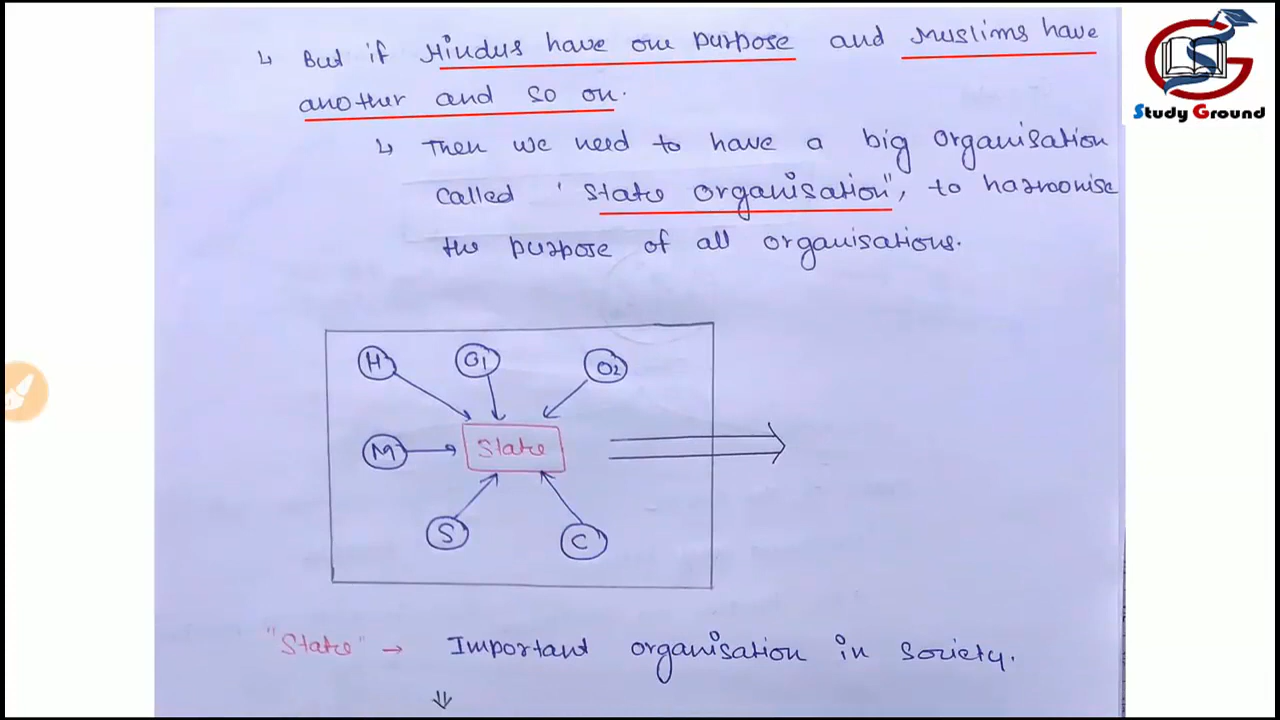 ↳ But if Hindus have one purpose and Muslims have
another and so on.
↳ Then we need to have a big organisation
called 'State organisation", to harmonise
the purpose of all organisations.
H O1 O2
M State
S C
"State" → Important organisation in society.
⇓
GS
Study Ground